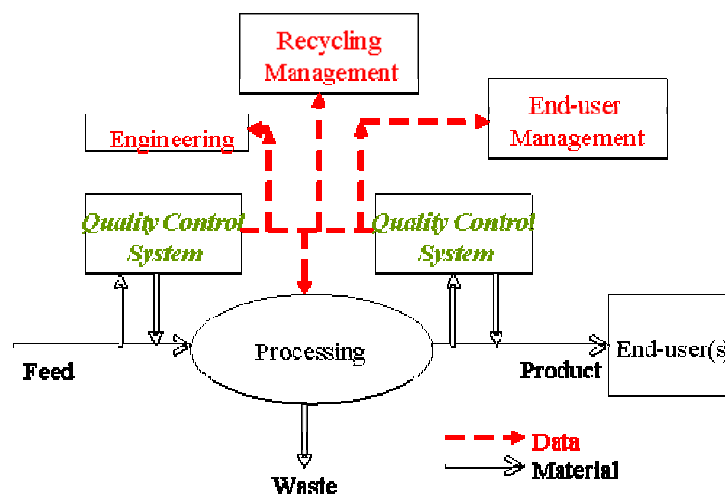 Recycling
Management
Engineering
End-user
Management
Quality Control
System
Quality Control
System
Processing
End-user(s)
Feed
Product
Waste
Data
Material